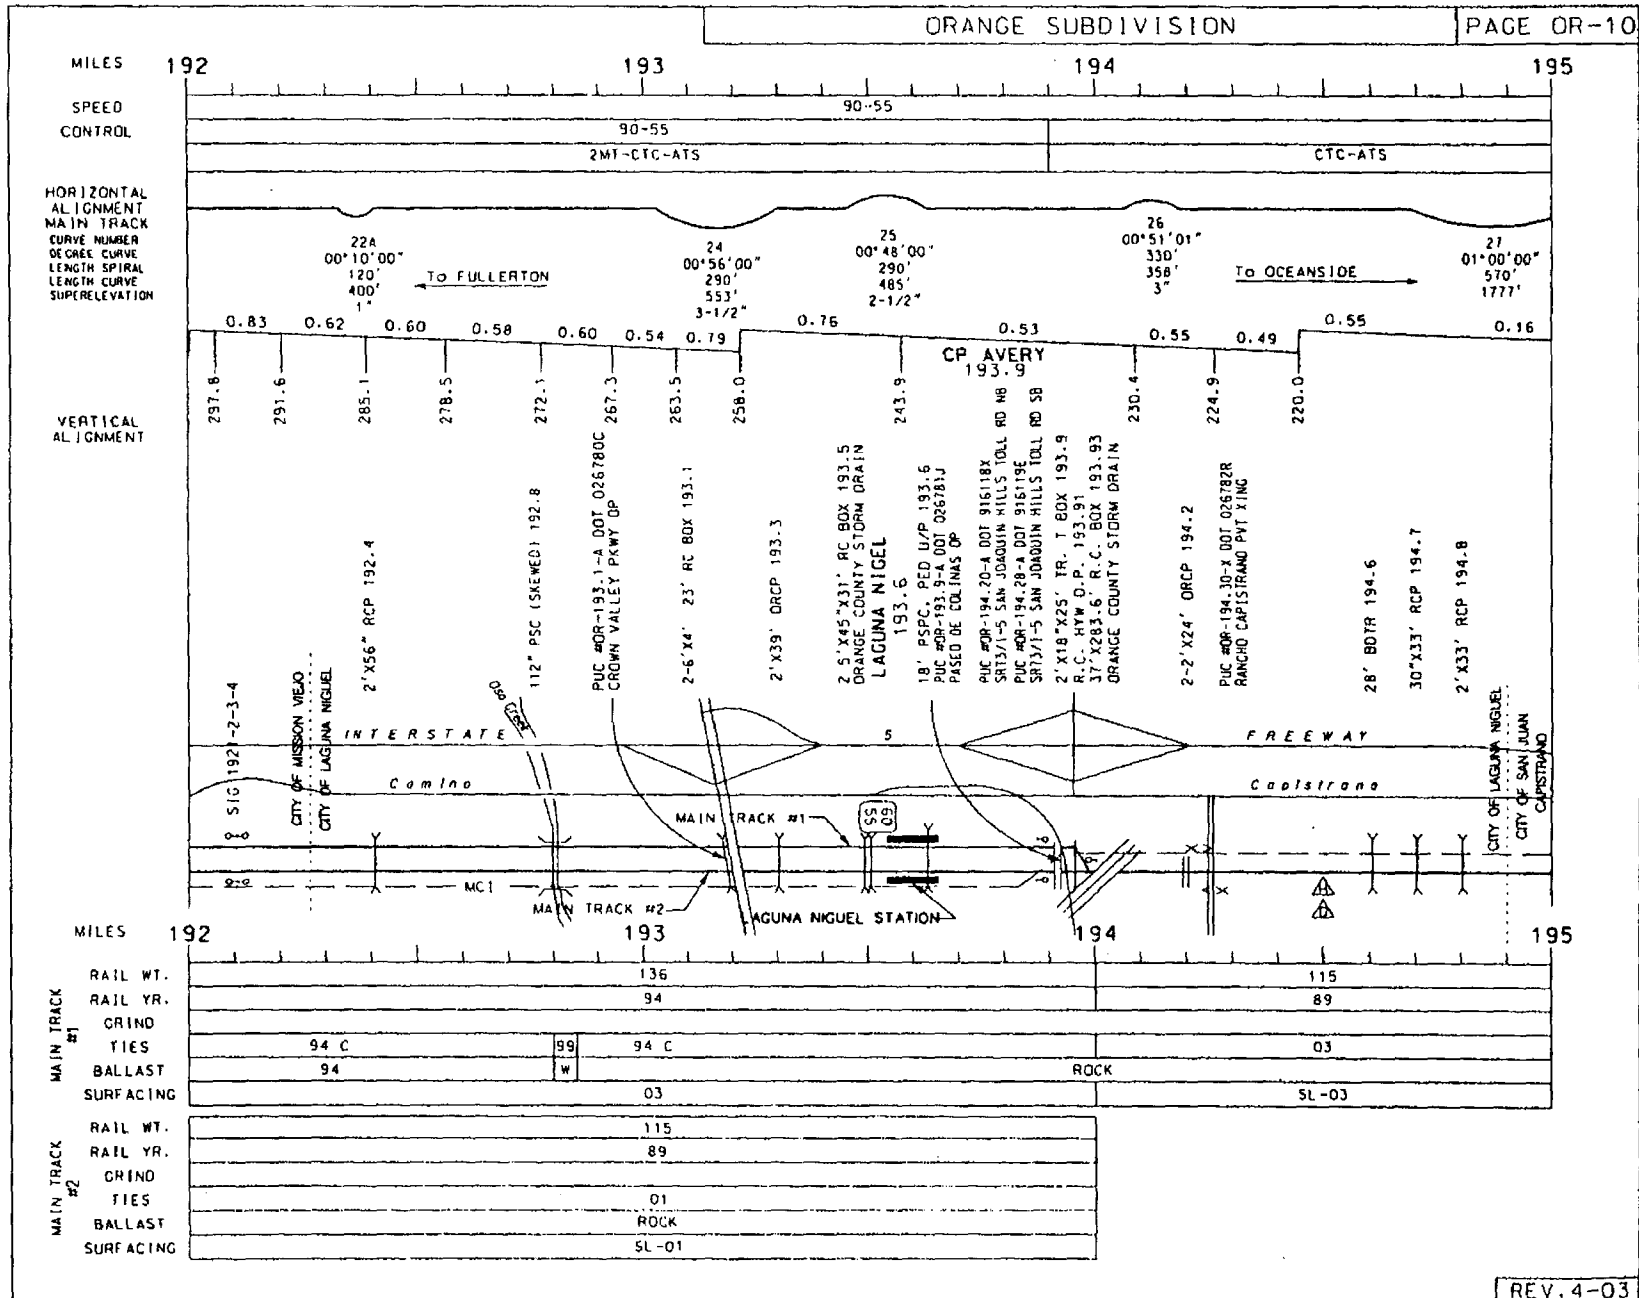 ORANGE SUBDIVISION
PAGE OR-10
MILES 192 193 194 195
SPEED 90-55
CONTROL 90-55
2MT-CTC-ATS CTC-ATS
HORIZONTAL
ALIGNMENT
MAIN TRACK
CURVE NUMBER
DEGREE CURVE
LENGTH SPIRAL
LENGTH CURVE
SUPERELEVATION
22A
00°10'00"
120'
400'
1"
To FULLERTON
24
00°56'00"
290'
553'
3-1/2"
25
00°48'00"
290'
485'
2-1/2"
26
00°51'01"
330'
358'
3"
To OCEANSIDE
27
01°00'00"
570'
1777'
0.83 0.62 0.60 0.58 0.60 0.54 0.79 0.76 0.53 0.55 0.49 0.55 0.16
CP AVERY
193.9
VERTICAL
ALIGNMENT
297.8
291.6
285.1
278.5
272.1
267.3
263.5
258.0
243.9
230.4
224.9
220.0
SIG 1921-2-3-4
CITY OF MISSION VIEJO
CITY OF LAGUNA NIGUEL
2'X56" RCP 192.4
112" PSC (SKEWED) 192.8
PUC #OR-193.1-A DOT 026780C
CROWN VALLEY PKWY OP
2-6'X4' 23' RC BOX 193.1
2'X39' ORCP 193.3
2 5'X45"X31' RC BOX 193.5
ORANGE COUNTY STORM DRAIN
LAGUNA NIGEL
193.6
18' PSPC, PED U/P 193.6
PUC #OR-193.9-A DOT 026781J
PASEO DE COLINAS OP
PUC #OR-194.20-A DOT 916118X
SR73/I-5 SAN JOAQUIN HILLS TOLL RD NB
PUC #OR-194.28-A DOT 916119E
SR73/I-5 SAN JOAQUIN HILLS TOLL RD SB
2'X18"X25' TR. T BOX 193.9
R.C. HYW O.P. 193.91
37'X283.6' R.C. BOX 193.93
ORANGE COUNTY STORM DRAIN
2-2'X24' ORCP 194.2
PUC #OR-194.30-X DOT 026782R
RANCHO CAPISTRANO PVT XING
28' BDTR 194.6
30"X33' RCP 194.7
2'X33' RCP 194.8
CITY OF LAGUNA NIGUEL
CITY OF SAN JUAN
CAPISTRANO
INTERSTATE 5 FREEWAY
Camino Capistrano
60
55
MAIN TRACK #1
MC1
MAIN TRACK #2
LAGUNA NIGUEL STATION
MILES 192 193 194 195
MAIN TRACK
#1
RAIL WT. 136 115
RAIL YR. 94 89
GRIND
TIES 94 C 99 94 C 03
BALLAST 94 W ROCK
SURFACING 03 SL-03
MAIN TRACK
#2
RAIL WT. 115
RAIL YR. 89
GRIND
TIES 01
BALLAST ROCK
SURFACING SL-01
REV. 4-03